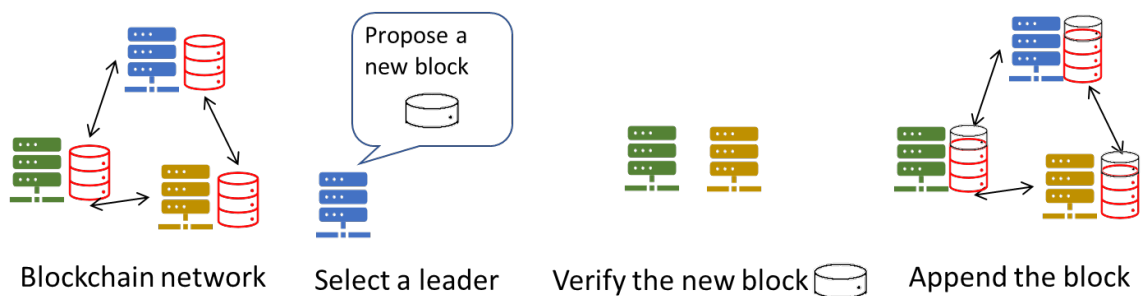 Propose a
new block
Blockchain network
Select a leader
Verify the new block
Append the block